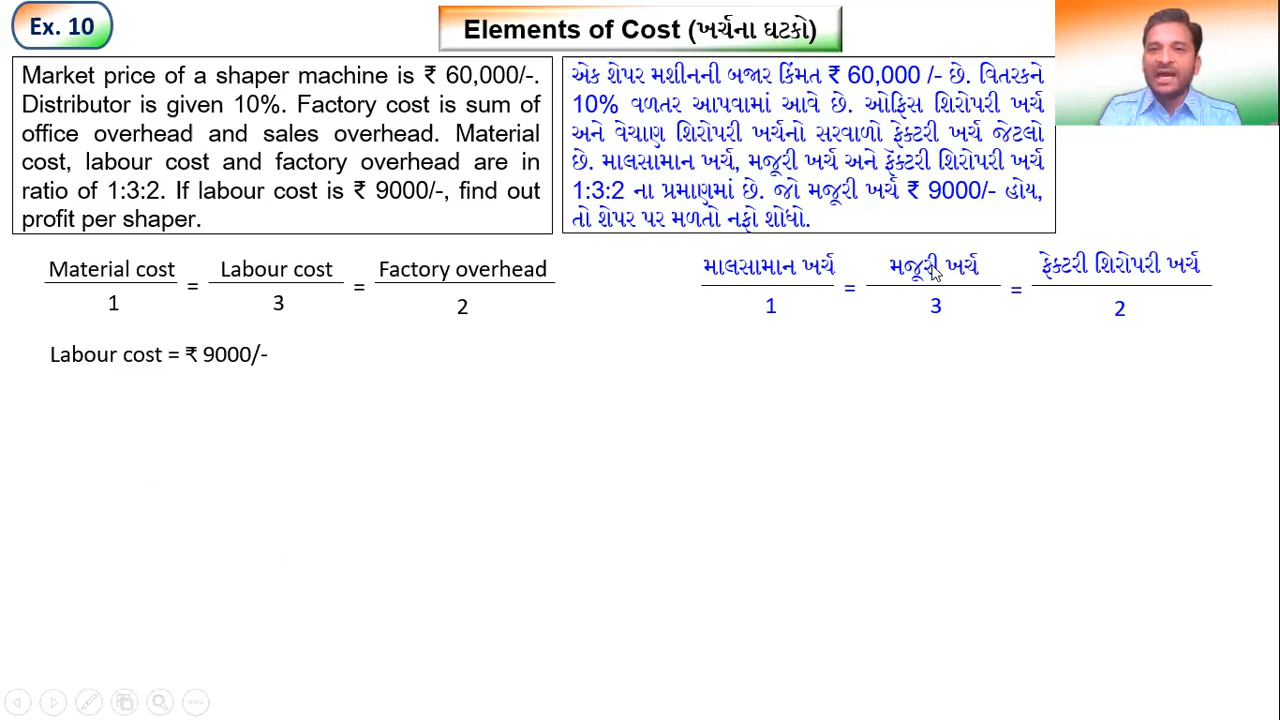 Ex. 10
Elements of Cost (ખર્ચના ઘટકો)
Market price of a shaper machine is ₹ 60,000/-.
Distributor is given 10%. Factory cost is sum of
office overhead and sales overhead. Material
cost, labour cost and factory overhead are in
ratio of 1:3:2. If labour cost is ₹ 9000/-, find out
profit per shaper.
એક શેપર મશીનની બજાર કિંમત ₹ 60,000 /- છે. વિતરકને
10% વળતર આપવામાં આવે છે. ઓફિસ શિરોપરી ખર્ચ
અને વેચાણ શિરોપરી ખર્ચનો સરવાળો ફેક્ટરી ખર્ચ જેટલો
છે. માલસામાન ખર્ચ, મજૂરી ખર્ચ અને ફૅક્ટરી શિરોપરી ખર્ચ
1:3:2 ના પ્રમાણમાં છે. જો મજૂરી ખર્ચ ₹ 9000/- હોય,
તો શેપર પર મળતો નફો શોધો.
Material cost = Labour cost = Factory overhead
1 3 2
માલસામાન ખર્ચ = મજૂરી ખર્ચ = ફેક્ટરી શિરોપરી ખર્ચ
1 3 2
Labour cost = ₹ 9000/-